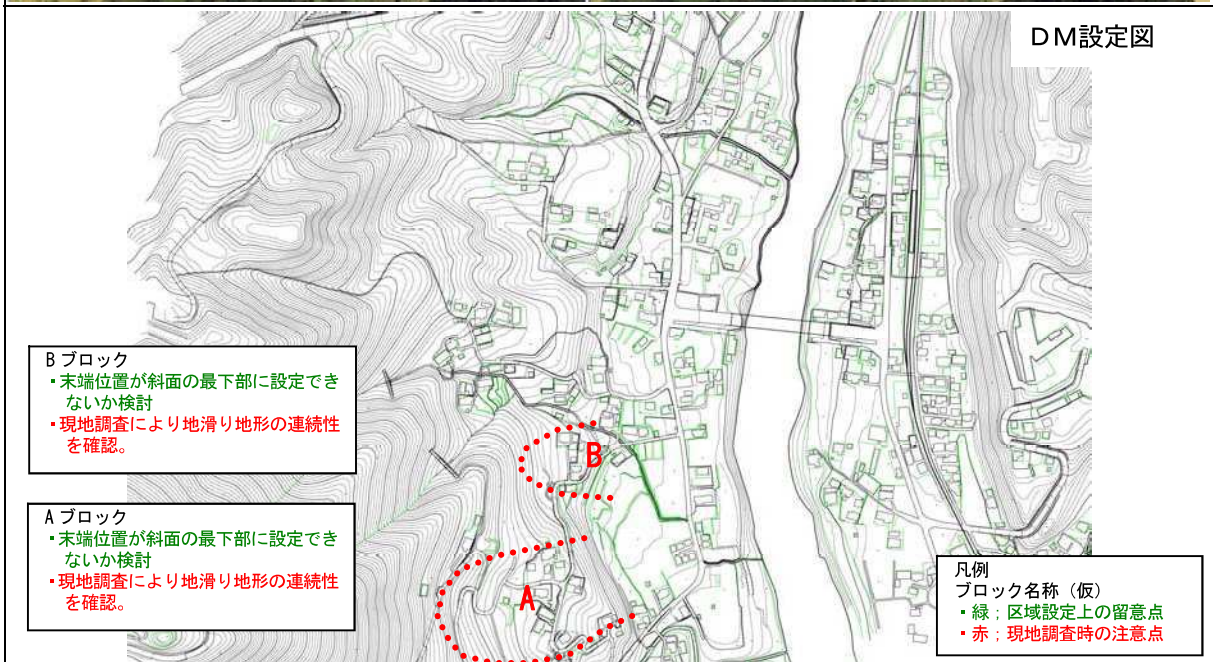 DM設定図
Bブロック
・末端位置が斜面の最下部に設定でき
ないか検討
・現地調査により地滑り地形の連続性
を確認。
B
Aブロック
・末端位置が斜面の最下部に設定でき
ないか検討
・現地調査により地滑り地形の連続性
を確認。
A
凡例
ブロック名称（仮）
・緑；区域設定上の留意点
・赤；現地調査時の注意点